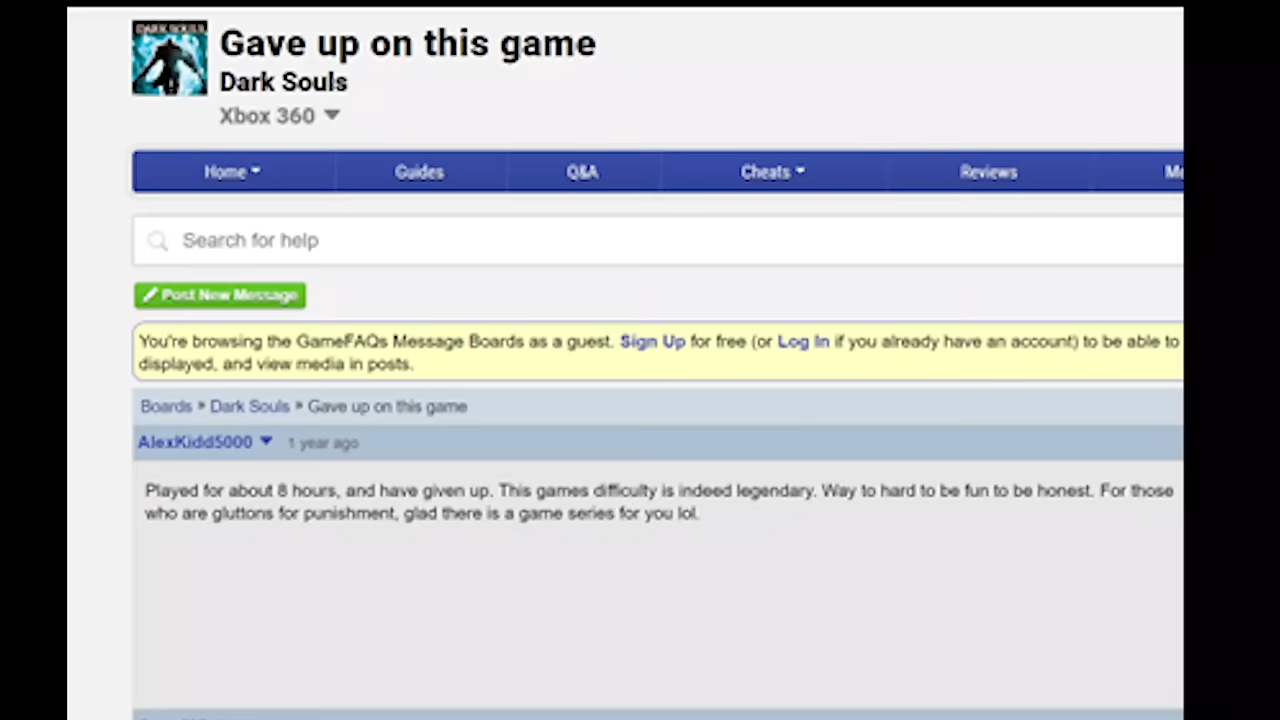 DARK SOULS
Gave up on this game
Dark Souls
Xbox 360
Home
Guides
Q&A
Cheats
Reviews
Search for help
Post New Message
You're browsing the GameFAQs Message Boards as a guest. Sign Up for free (or Log In if you already have an account) to be able to
displayed, and view media in posts.
Boards » Dark Souls » Gave up on this game
AlexKidd5000 1 year ago
Played for about 8 hours, and have given up. This games difficulty is indeed legendary. Way to hard to be fun to be honest. For those
who are gluttons for punishment, glad there is a game series for you lol.